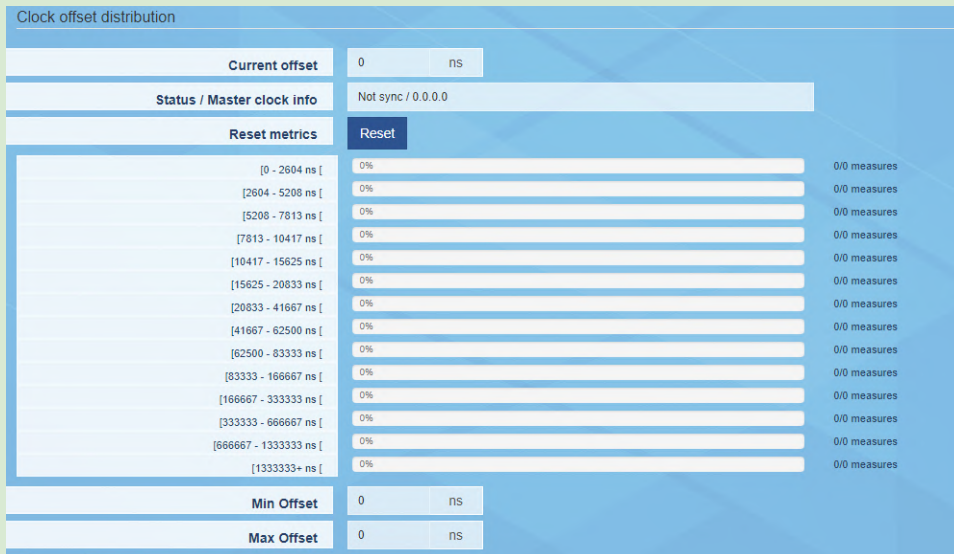 Clock offset distribution
Current offset 0 ns
Status / Master clock info Not sync / 0.0.0.0
Reset metrics Reset
[0 - 2604 ns [ 0% 0/0 measures
[2604 - 5208 ns [ 0% 0/0 measures
[5208 - 7813 ns [ 0% 0/0 measures
[7813 - 10417 ns [ 0% 0/0 measures
[10417 - 15625 ns [ 0% 0/0 measures
[15625 - 20833 ns [ 0% 0/0 measures
[20833 - 41667 ns [ 0% 0/0 measures
[41667 - 62500 ns [ 0% 0/0 measures
[62500 - 83333 ns [ 0% 0/0 measures
[83333 - 166667 ns [ 0% 0/0 measures
[166667 - 333333 ns [ 0% 0/0 measures
[333333 - 666667 ns [ 0% 0/0 measures
[666667 - 1333333 ns [ 0% 0/0 measures
[1333333+ ns [ 0% 0/0 measures
Min Offset 0 ns
Max Offset 0 ns